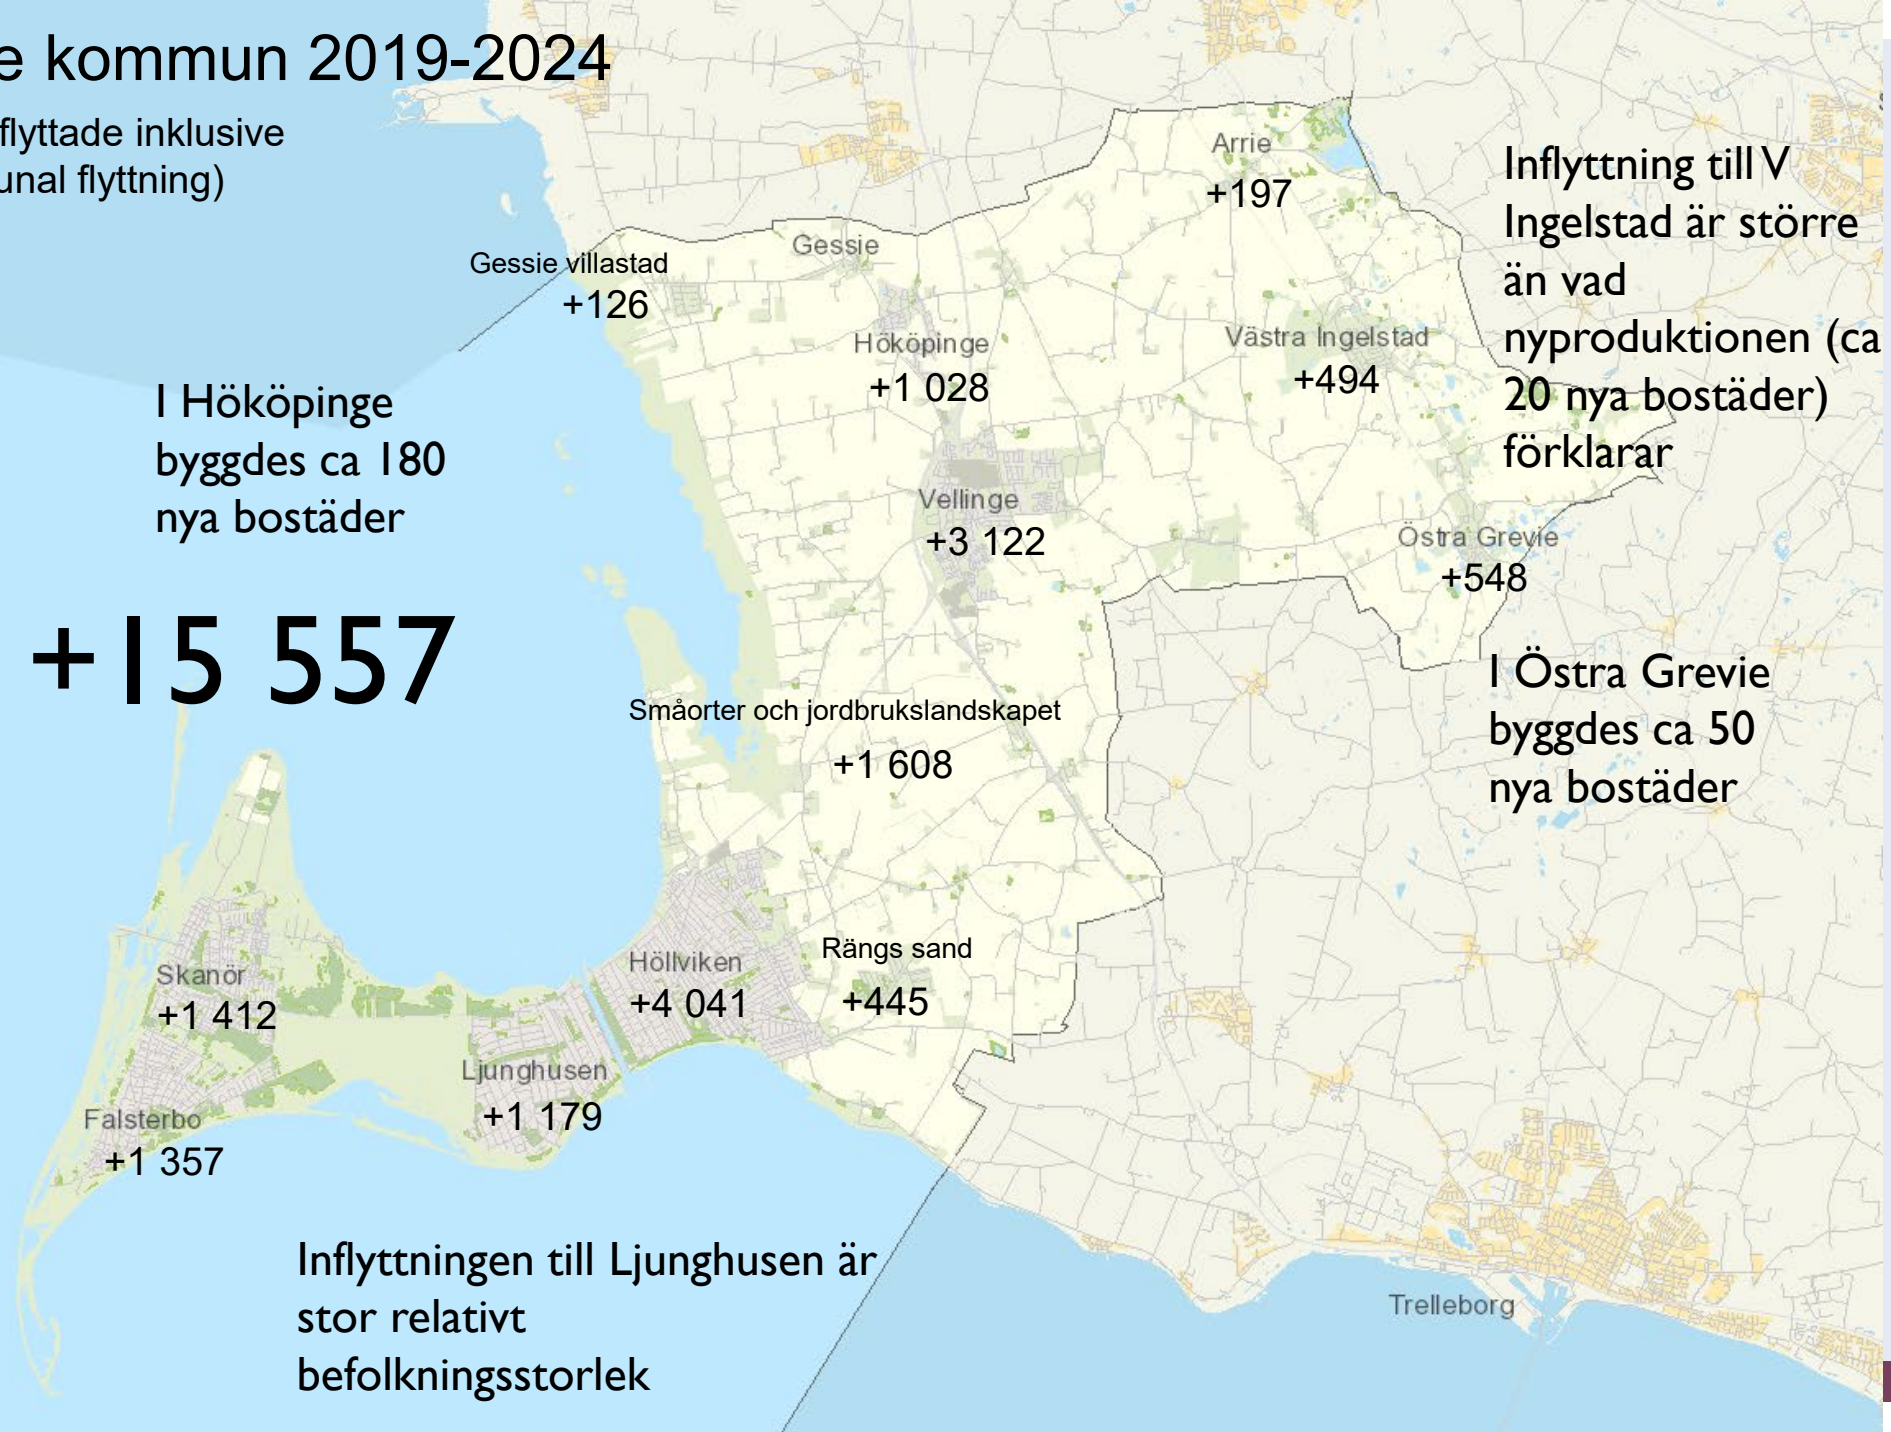 e kommun 2019-2024
flyttade inklusive
unal flyttning)
Arrie
+197
Inflyttning till V
Ingelstad är större
än vad
nyproduktionen (ca
20 nya bostäder)
förklarar
Gessie villastad
+126
Gessie
Hököpinge
+1 028
Västra Ingelstad
+494
I Hököpinge
byggdes ca 180
nya bostäder
Vellinge
+3 122
Östra Grevie
+548
+15 557
Småorter och jordbrukslandskapet
+1 608
I Östra Grevie
byggdes ca 50
nya bostäder
Skanör
+1 412
Höllviken
+4 041
Rängs sand
+445
Ljunghusen
+1 179
Falsterbo
+1 357
Inflyttningen till Ljunghusen är
stor relativt
befolkningsstorlek
Trelleborg